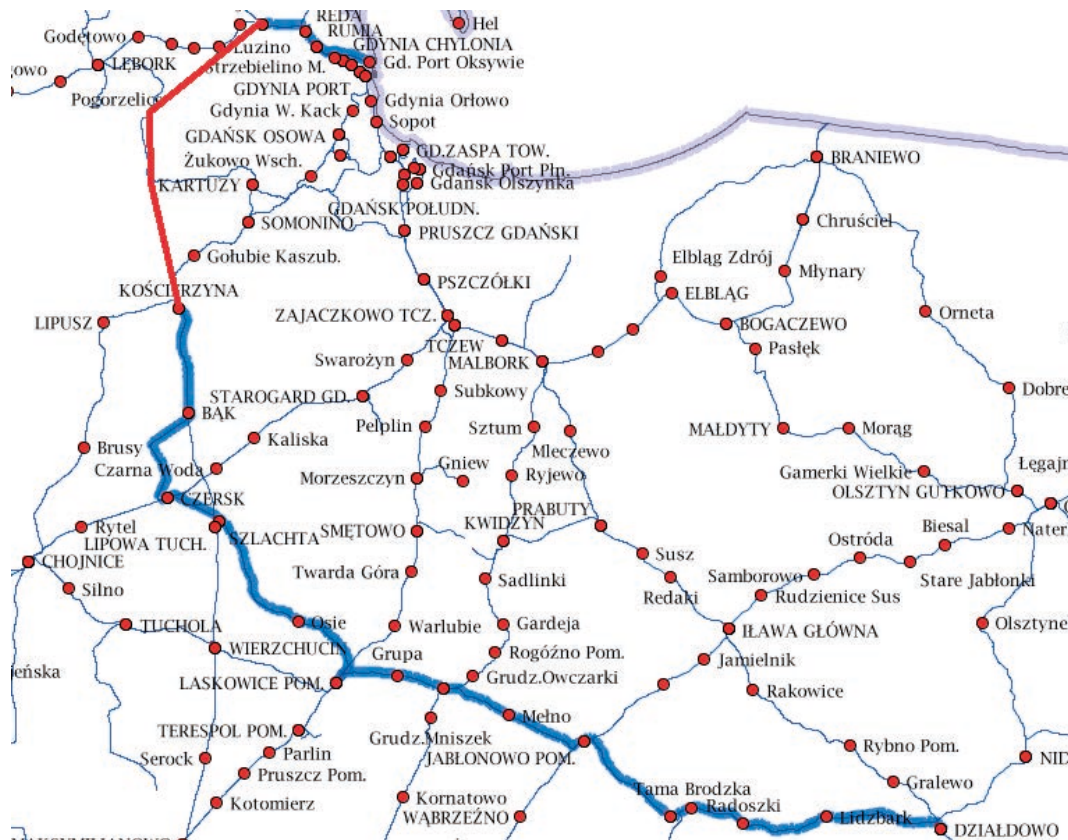 REDA
Hel
RUMIA
Godętowo
GDYNIA CHYLONIA
Luzino
Gd. Port Oksywie
LĘBORK
Strzebielino M.
GDYNIA PORT
Pogorzelice
Gdynia Orłowo
Gdynia W. Kack
Sopot
GDAŃSK OSOWA
GD.ZASPA TOW.
BRANIEWO
Żukowo Wsch.
Gdańsk Port Płn.
KARTUZY
Gdańsk Olszynka
GDAŃSK POŁUDN.
SOMONINO
Chruściel
PRUSZCZ GDAŃSKI
Gołubie Kaszub.
Elbląg Zdrój
Młynary
PSZCZÓŁKI
KOŚCIERZYNA
ELBLĄG
LIPUSZ
ZAJACZKOWO TCZ.
Orneta
BOGACZEWO
TCZEW
Swarożyn
MALBORK
Pasłęk
STAROGARD GD.
Subkowy
Dobre
BĄK
Pelplin
Sztum
MAŁDYTY
Morąg
Kaliska
Brusy
Mleczewo
Czarna Woda
Gniew
Gamerki Wielkie
Łęgajn
Morzeszczyn
Ryjewo
OLSZTYN GUTKOWO
CZERSK
PRABUTY
Rytel
SZLACHTA
SMĘTOWO
KWIDZYN
Biesal
Nater
LIPOWA TUCH.
Ostróda
CHOJNICE
Susz
Twarda Góra
Sadlinki
Samborowo
Stare Jabłonki
Silno
Redaki
Rudzienice Sus
TUCHOLA
Osie
Warlubie
Gardeja
IŁAWA GŁÓWNA
Olsztyne
WIERZCHUCIN
Grupa
Rogóźno Pom.
Jamielnik
eńska
LASKOWICE POM.
Grudz.Owczarki
Rakowice
Mełno
TERESPOL POM.
Grudz.Mniszek
Rybno Pom.
Serock
Parlin
JABŁONOWO POM.
NID
Pruszcz Pom.
Gralewo
Tama Brodzka
Kotomierz
Kornatowo
Radoszki
WĄBRZEŹNO
Lidzbark
DZIAŁDOWO